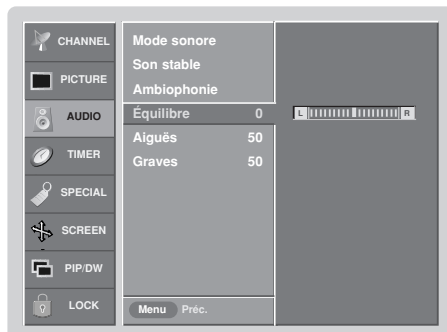 CHANNEL
PICTURE
AUDIO
TIMER
SPECIAL
SCREEN
PIP/DW
LOCK
Mode sonore
Son stable
Ambiophonie
Équilibre 0
Aiguës 50
Graves 50
Menu Préc.
L R